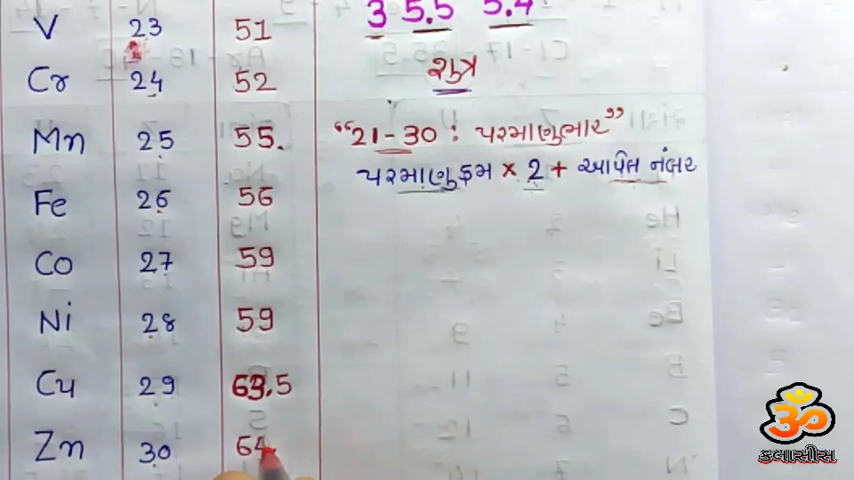 3 5.5 5.4
V 23 51
સૂત્ર
Cr 24 52
Mn 25 55.
“21-30 : પરમાણુભાર”
પરમાણુક્રમ × 2 + આપેલ નંબર
Fe 26 56
Co 27 59
Ni 28 59
Cu 29 63.5
Zn 30 64
ૐ
ક્લાસીસ